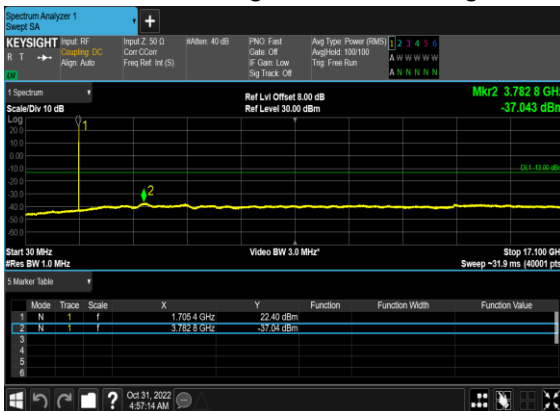 Spectrum Analyzer 1
Swept SA
KEYSIGHT Input: RF Input Z: 50 Ω #Atten: 40 dB PNO: Fast Avg Type: Power (RMS) 1 2 3 4 5 6
R T Coupling: DC Corr CCorr Gate: Off Avg|Hold: 100/100 A W W W W W
Align: Auto Freq Ref: Int (S) IF Gain: Low Trig: Free Run
LV Sig Track: Off A N N N N N
1 Spectrum Ref Lvl Offset 8.00 dB Mkr2 3.782 8 GHz
Scale/Div 10 dB Ref Level 30.00 dBm -37.043 dBm
Log
20.0 1
10.0
0.00
-10.0 DL1 -13.00 dBm
-20.0
-30.0 2
-40.0
-50.0
-60.0
Start 30 MHz Video BW 3.0 MHz* Stop 17.100 GH
#Res BW 1.0 MHz Sweep ~31.9 ms (40001 pts
5 Marker Table
Mode Trace Scale X Y Function Function Width Function Value
1 N 1 f 1.705 4 GHz 22.40 dBm
2 N 1 f 3.782 8 GHz -37.04 dBm
3
4
5
6
? Oct 31, 2022
4:57:14 AM